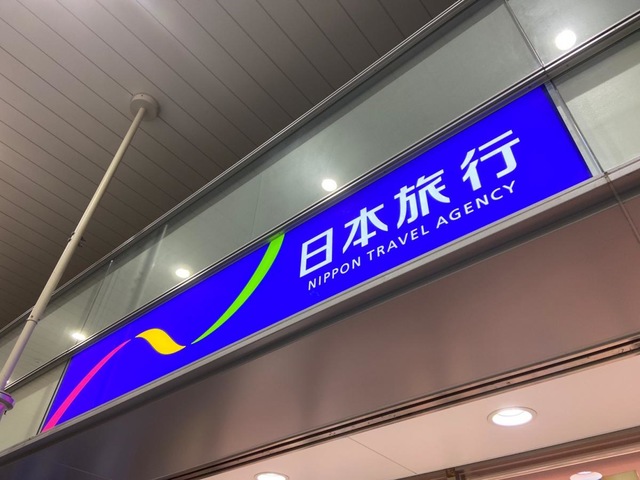 日本旅行
NIPPON TRAVEL AGENCY